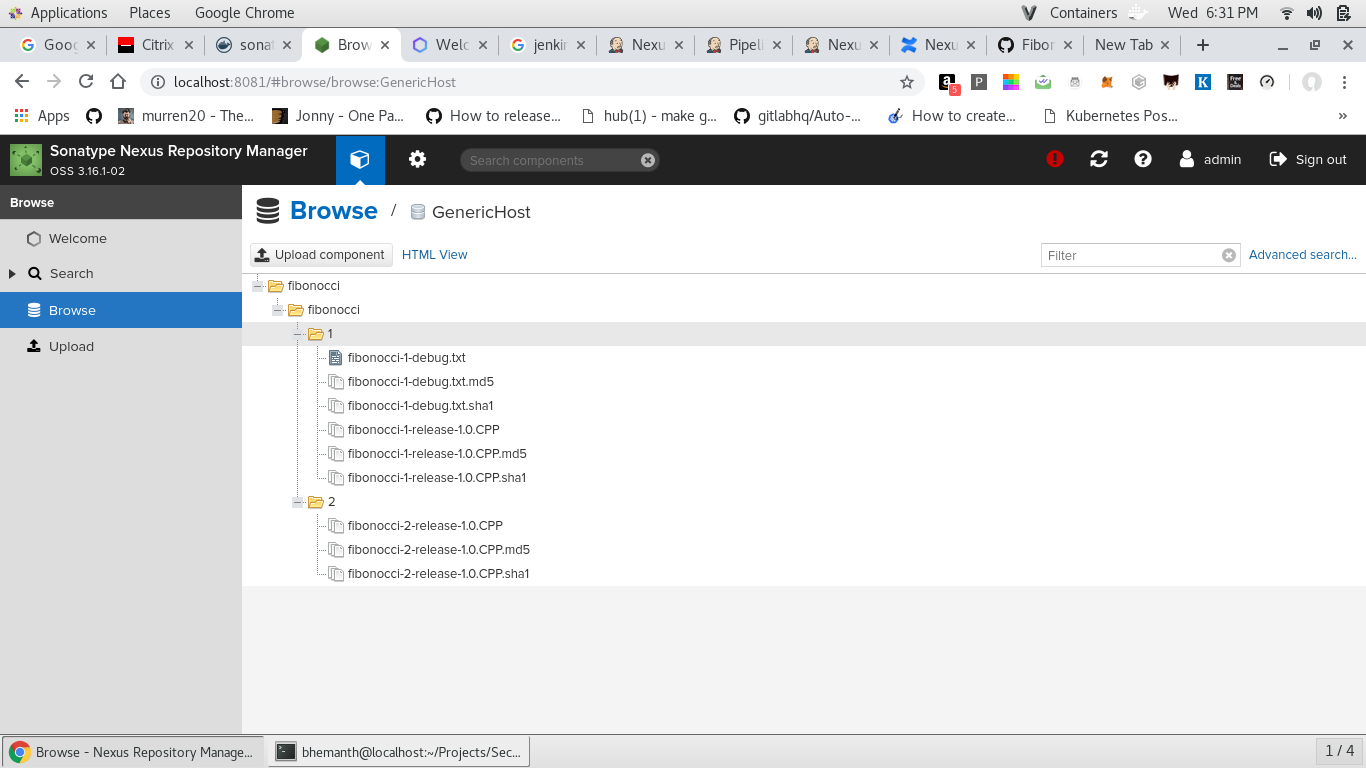 Applications Places Google Chrome Containers Wed 6:31 PM
Goog Citrix sonat Brow Welc jenkin Nexu Pipeli Nexu Nexu Fibon New Tab
localhost:8081/#browse/browse:GenericHost
5 P K Free & Deals
Apps murren20 - The... Jonny - One Pa... How to release... hub(1) - make g... gitlabhq/Auto-... How to create... Kubernetes Pos... »
Sonatype Nexus Repository Manager
OSS 3.16.1-02
Search components
admin Sign out
Browse
Welcome
Search
Browse
Upload
Browse / GenericHost
Upload component HTML View Filter Advanced search...
fibonocci
fibonocci
1
fibonocci-1-debug.txt
fibonocci-1-debug.txt.md5
fibonocci-1-debug.txt.sha1
fibonocci-1-release-1.0.CPP
fibonocci-1-release-1.0.CPP.md5
fibonocci-1-release-1.0.CPP.sha1
2
fibonocci-2-release-1.0.CPP
fibonocci-2-release-1.0.CPP.md5
fibonocci-2-release-1.0.CPP.sha1
Browse - Nexus Repository Manage... bhemanth@localhost:~/Projects/Sec... 1 / 4